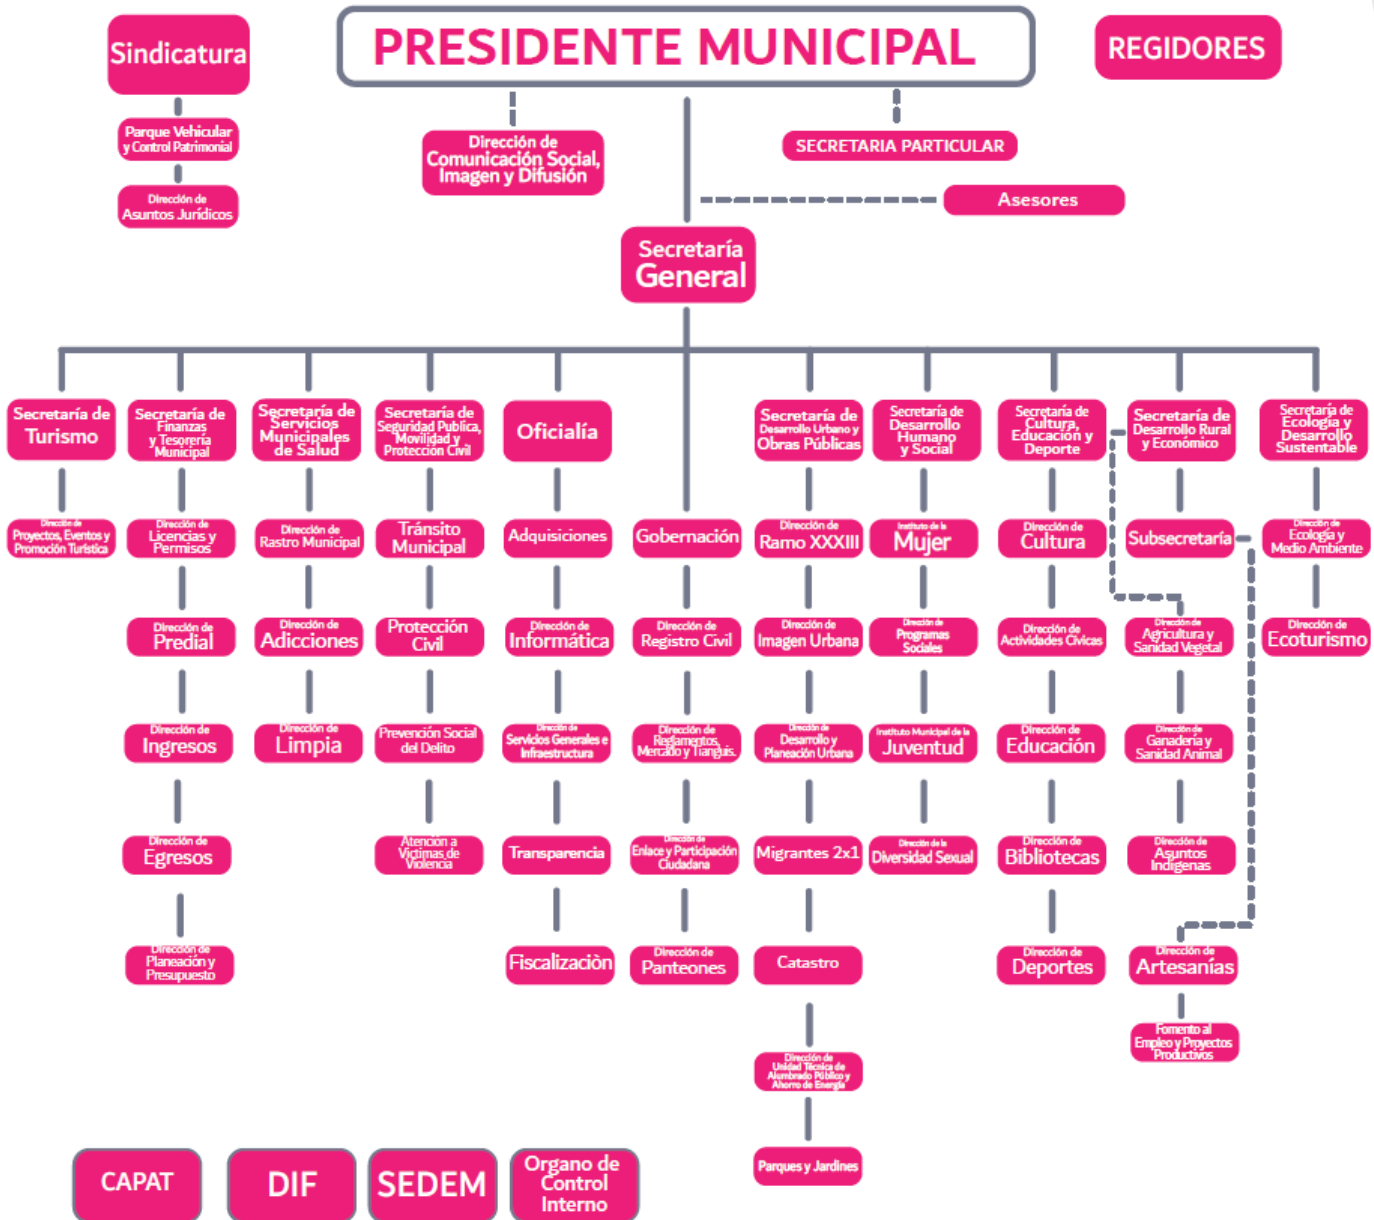 Sindicatura
PRESIDENTE MUNICIPAL
REGIDORES
Parque Vehicular
y Control Patrimonial
Dirección de
Asuntos Jurídicos
Dirección de
Comunicación Social,
Imagen y Difusión
SECRETARIA PARTICULAR
Asesores
Secretaría
General
Secretaría de
Turismo
Secretaría de
Finanzas
y Tesorería
Municipal
Secretaría de
Servicios
Municipales
de Salud
Secretaría de
Seguridad Publica,
Movilidad y
Protección Civil
Oficialía
Secretaría de
Desarrollo Urbano y
Obras Públicas
Secretaría de
Desarrollo
Humano
y Social
Secretaría de
Cultura,
Educación y
Deporte
Secretaría de
Desarrollo Rural
y Económico
Secretaría de
Ecología y
Desarrollo
Sustentable
Dirección de
Proyectos, Eventos y
Promoción Turística
Dirección de
Licencias y
Permisos
Dirección de
Rastro Municipal
Tránsito
Municipal
Adquisiciones
Gobernación
Dirección de
Ramo XXXIII
Instituto de la
Mujer
Dirección de
Cultura
Subsecretaría
Dirección de
Ecología y
Medio Ambiente
Dirección de
Predial
Dirección de
Adicciones
Protección
Civil
Dirección de
Informática
Dirección de
Registro Civil
Dirección de
Imagen Urbana
Dirección de
Programas
Sociales
Dirección de
Actividades Cívicas
Dirección de
Agricultura y
Sanidad Vegetal
Dirección de
Ecoturismo
Dirección de
Ingresos
Dirección de
Limpia
Prevención Social
del Delito
Dirección de
Servicios Generales e
Infraestructura
Dirección de
Reglamentos,
Mercado y Tianguis.
Dirección de
Desarrollo y
Planeación Urbana
Instituto Municipal de la
Juventud
Dirección de
Educación
Dirección de
Ganadería y
Sanidad Animal
Dirección de
Egresos
Atención a
Víctimas de
Violencia
Transparencia
Dirección de
Enlace y Participación
Ciudadana
Migrantes 2x1
Dirección de la
Diversidad Sexual
Dirección de
Bibliotecas
Dirección de
Asuntos
Indígenas
Dirección de
Planeación y
Presupuesto
Fiscalizaciòn
Dirección de
Panteones
Catastro
Dirección de
Deportes
Dirección de
Artesanías
Fomento al
Empleo y Proyectos
Productivos
Dirección de
Unidad Técnica de
Alumbrado Público y
Ahorro de Energía
Parques y Jardines
CAPAT
DIF
SEDEM
Organo de
Control
Interno